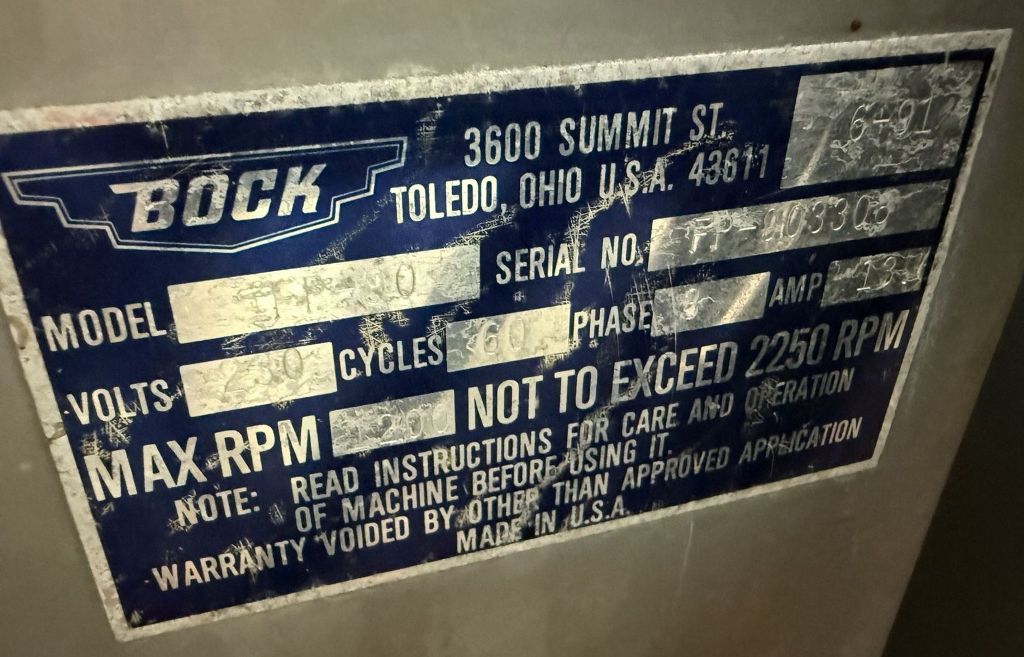 BOCK
3600 SUMMIT ST. 6-91
TOLEDO, OHIO U.S.A. 43611
MODEL SERIAL NO.
VOLTS 230 CYCLES 60 PHASE AMP
MAX RPM NOT TO EXCEED 2250 RPM
NOTE: READ INSTRUCTIONS FOR CARE AND OPERATION
OF MACHINE BEFORE USING IT.
WARRANTY VOIDED BY OTHER THAN APPROVED APPLICATION
MADE IN U.S.A.